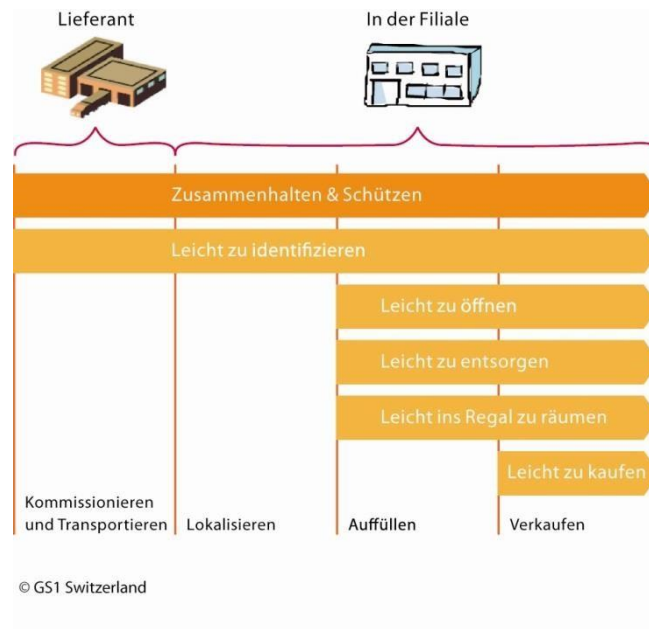 Lieferant
In der Filiale
Zusammenhalten & Schützen
Leicht zu identifizieren
Leicht zu öffnen
Leicht zu entsorgen
Leicht ins Regal zu räumen
Leicht zu kaufen
Kommissionieren
und Transportieren
Lokalisieren
Auffüllen
Verkaufen
© GS1 Switzerland